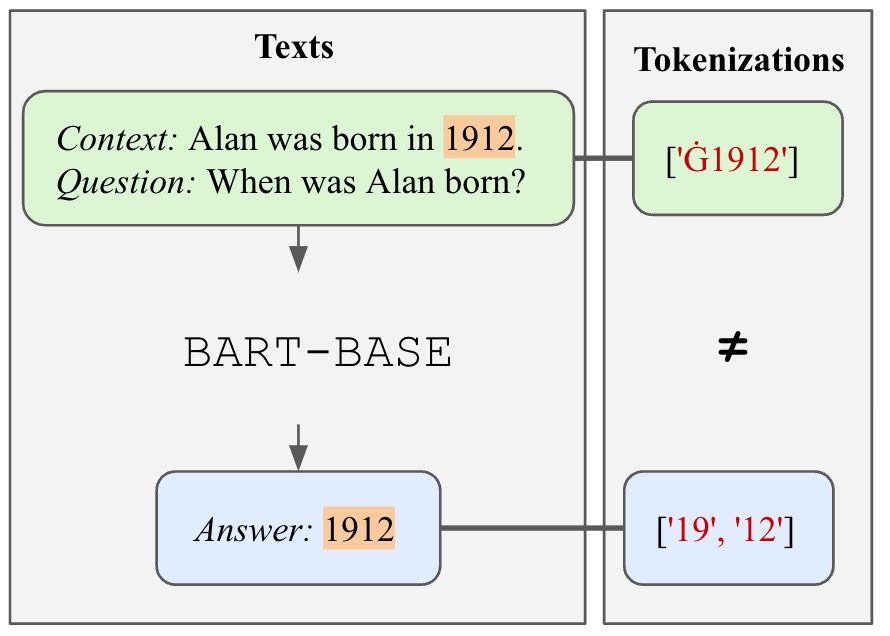 Texts
Context: Alan was born in 1912.
Question: When was Alan born?
BART-BASE
Answer: 1912
Tokenizations
['Ġ1912']
≠
['19', '12']